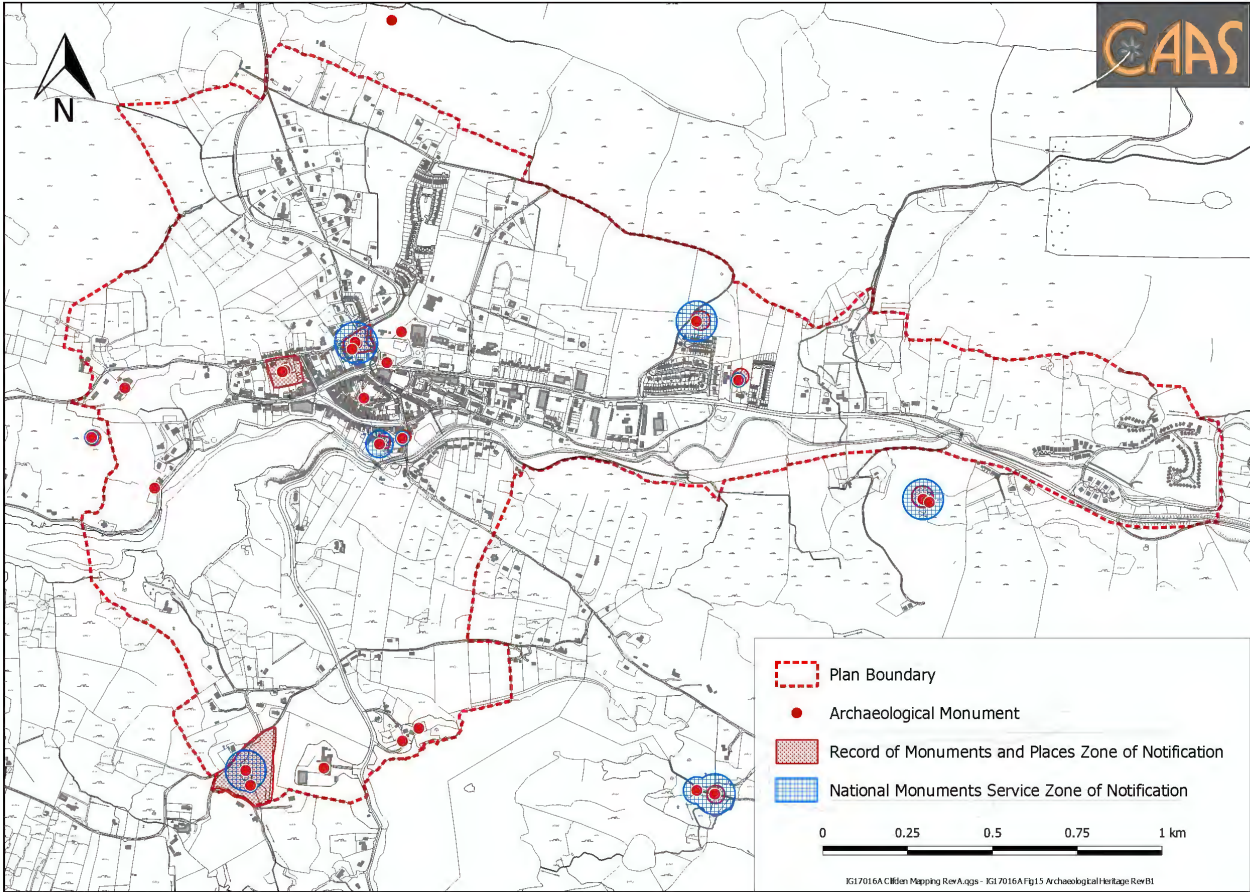 CAAS
N
Plan Boundary
Archaeological Monument
Record of Monuments and Places Zone of Notification
National Monuments Service Zone of Notification
0 0.25 0.5 0.75 1 km
IG17016A Clifden Mapping RevA.qgs - IG17016A Fig15 Archaeological Heritage RevB1